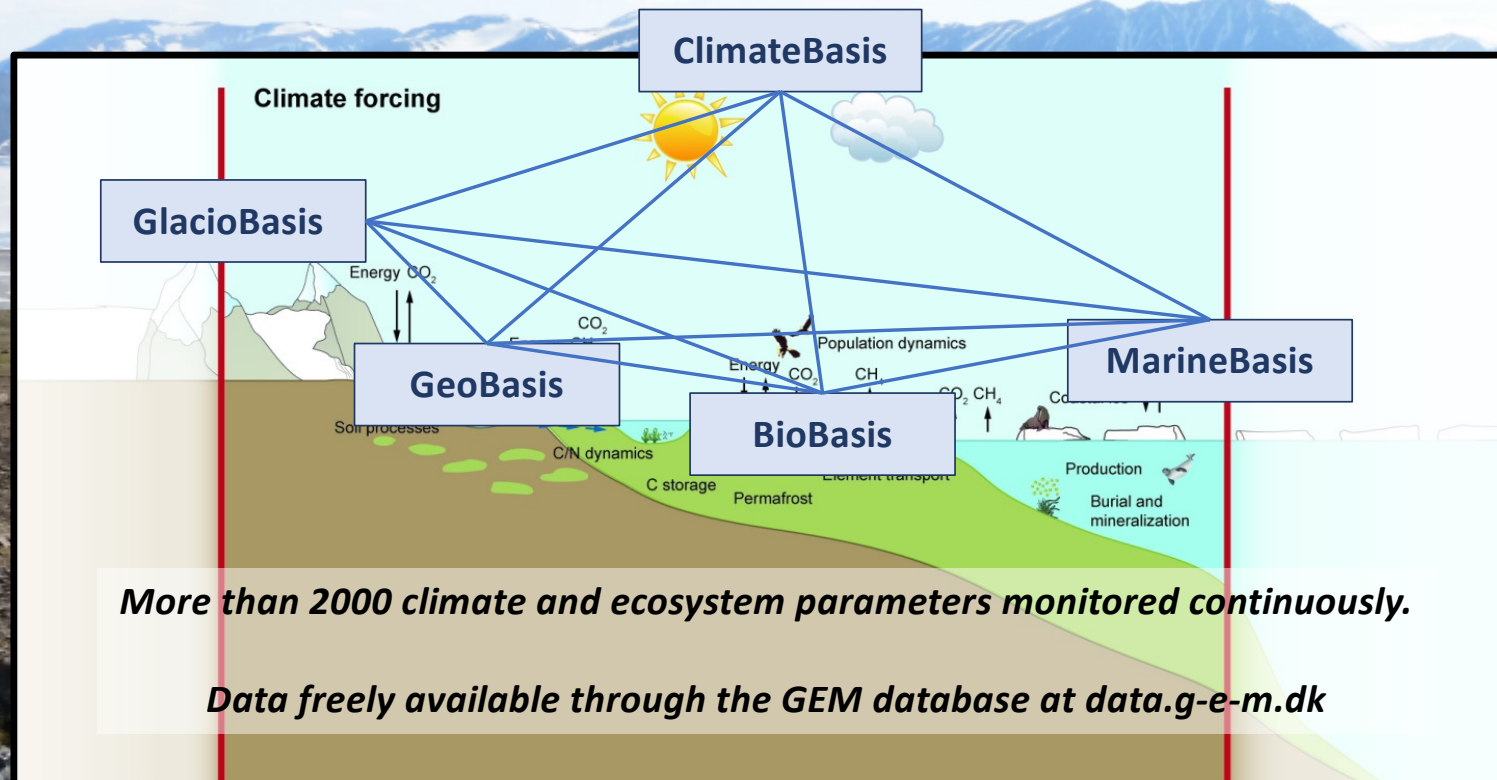 ClimateBasis
Climate forcing
GlacioBasis
Energy CO₂
CO₂
Population dynamics
MarineBasis
GeoBasis
Energy CO₂ CH₄
CO₂ CH₄
BioBasis
Soil processes
C/N dynamics
Element transport
C storage
Permafrost
Production
Burial and
mineralization
More than 2000 climate and ecosystem parameters monitored continuously.
Data freely available through the GEM database at data.g-e-m.dk